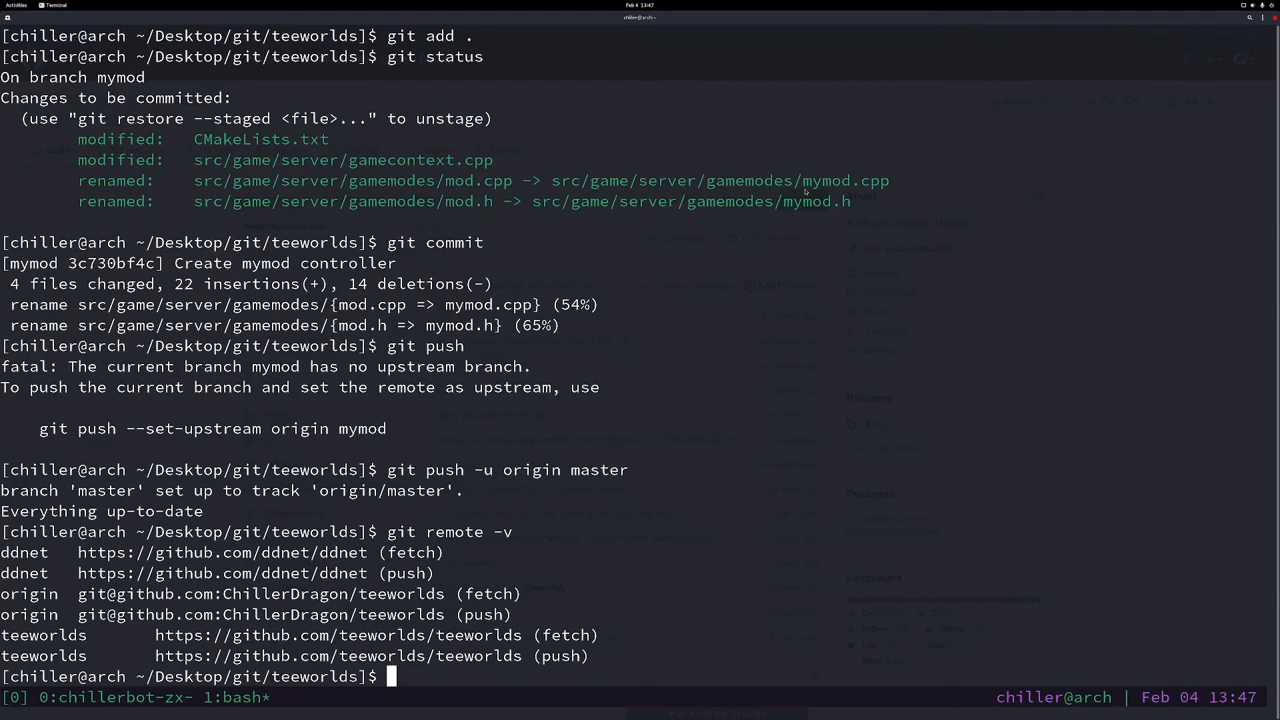 Activities Terminal Feb 4 13:47
chiller@arch:~
[chiller@arch ~/Desktop/git/teeworlds]$ git add .
[chiller@arch ~/Desktop/git/teeworlds]$ git status
On branch mymod
Changes to be committed:
(use "git restore --staged <file>..." to unstage)
modified: CMakeLists.txt
modified: src/game/server/gamecontext.cpp
renamed: src/game/server/gamemodes/mod.cpp -> src/game/server/gamemodes/mymod.cpp
renamed: src/game/server/gamemodes/mod.h -> src/game/server/gamemodes/mymod.h
[chiller@arch ~/Desktop/git/teeworlds]$ git commit
[mymod 3c730bf4c] Create mymod controller
4 files changed, 22 insertions(+), 14 deletions(-)
rename src/game/server/gamemodes/{mod.cpp => mymod.cpp} (54%)
rename src/game/server/gamemodes/{mod.h => mymod.h} (65%)
[chiller@arch ~/Desktop/git/teeworlds]$ git push
fatal: The current branch mymod has no upstream branch.
To push the current branch and set the remote as upstream, use
git push --set-upstream origin mymod
[chiller@arch ~/Desktop/git/teeworlds]$ git push -u origin master
branch 'master' set up to track 'origin/master'.
Everything up-to-date
[chiller@arch ~/Desktop/git/teeworlds]$ git remote -v
ddnet https://github.com/ddnet/ddnet (fetch)
ddnet https://github.com/ddnet/ddnet (push)
origin git@github.com:ChillerDragon/teeworlds (fetch)
origin git@github.com:ChillerDragon/teeworlds (push)
teeworlds https://github.com/teeworlds/teeworlds (fetch)
teeworlds https://github.com/teeworlds/teeworlds (push)
[chiller@arch ~/Desktop/git/teeworlds]$
[0] 0:chillerbot-zx- 1:bash* chiller@arch | Feb 04 13:47
Releases
Packages
Languages